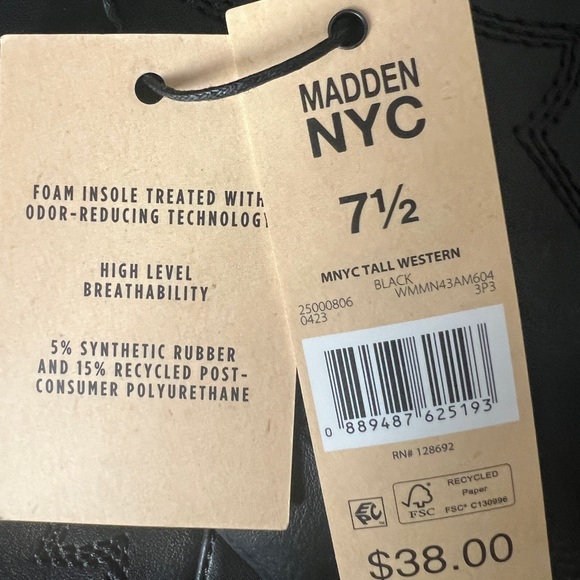 FOAM INSOLE TREATED WITH
ODOR-REDUCING TECHNOLOGY
HIGH LEVEL
BREATHABILITY
5% SYNTHETIC RUBBER
AND 15% RECYCLED POST-
CONSUMER POLYURETHANE
MADDEN
NYC
7½
MNYC TALL WESTERN
BLACK
25000806 WMMN43AM604
0423 3P3
0 889487 625193
RN# 128692
EPC
FSC
RECYCLED
Paper
FSC® C130996
$38.00